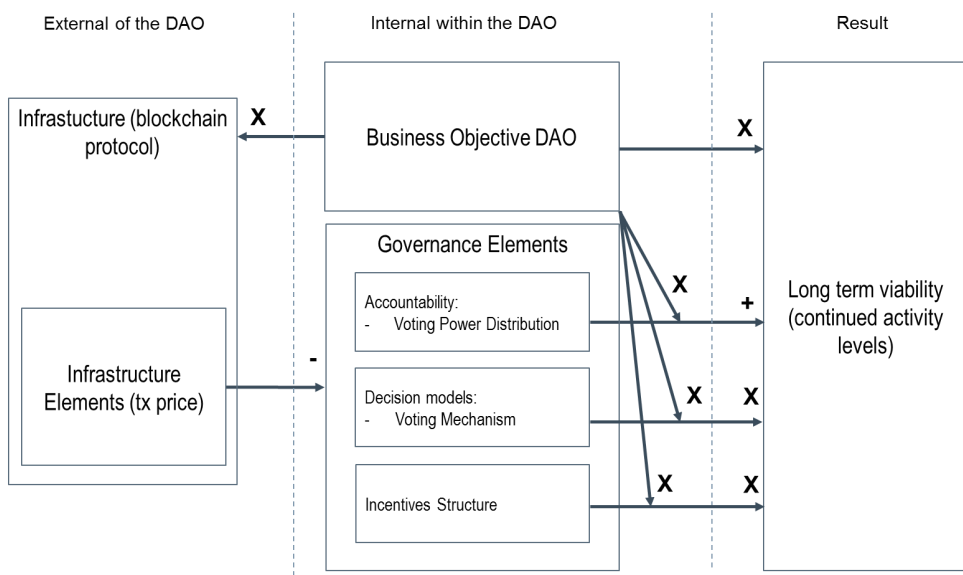 External of the DAO
Internal within the DAO
Result
Infrastucture (blockchain
protocol)
X
Business Objective DAO
X
Governance Elements
Accountability:
- Voting Power Distribution
X
+
Long term viability
(continued activity
levels)
Infrastructure
Elements (tx price)
-
Decision models:
- Voting Mechanism
X
X
Incentives Structure
X
X